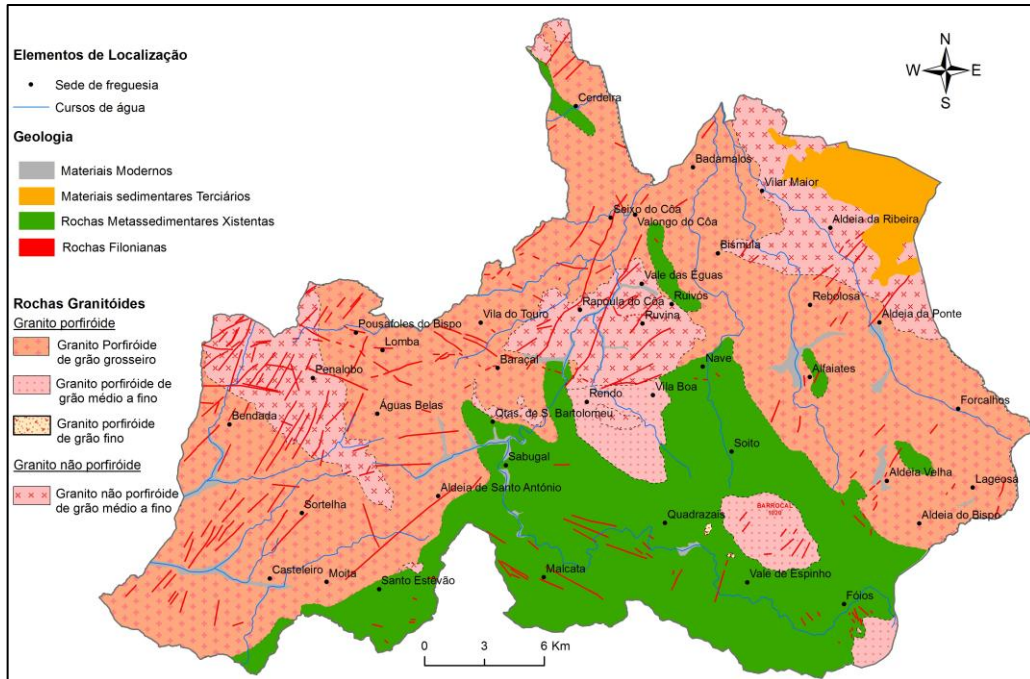 Elementos de Localização
Sede de freguesia
Cursos de água
Geologia
Materiais Modernos
Materiais sedimentares Terciários
Rochas Metassedimentares Xistentas
Rochas Filonianas
Rochas Granitóides
Granito porfiróide
Granito Porfiróide
de grão grosseiro
Granito porfiróide de
grão médio a fino
Granito porfiróide
de grão fino
Granito não porfiróide
Granito não porfiróide
de grão médio a fino
N
W E
S
Cerdeira
Badamalos
Vilar Maior
Seixo do Côa
Valongo do Côa
Aldeia da Ribeira
Bismula
Vale das Éguas
Ruivós
Rapoula do Côa
Ruvina
Rebolosa
Aldeia da Ponte
Vila do Touro
Pousafoles do Bispo
Lomba
Baraçal
Nave
Penalobo
Alfaiates
Rendo
Vila Boa
Forcalhos
Águas Belas
Bendada
Qtas. de S. Bartolomeu
Soito
Sabugal
Aldeia Velha
Lageosa
Aldeia de Santo António
Sortelha
BARROCAL
Quadrazais
Aldeia do Bispo
Casteleiro
Moita
Santo Estêvão
Malcata
Vale de Espinho
Fóios
0 3 6 Km